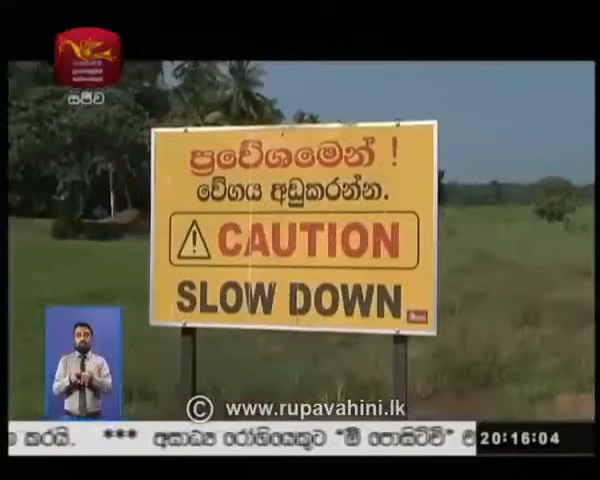 සජීව
ප්‍රවේශමෙන් !
වේගය අඩුකරන්න.
CAUTION
SLOW DOWN
© www.rupavahini.lk
කරයි. *** අසාධ්‍ය රෝගියෙකුට "ඕ පොසිටිව්"
20:16:04